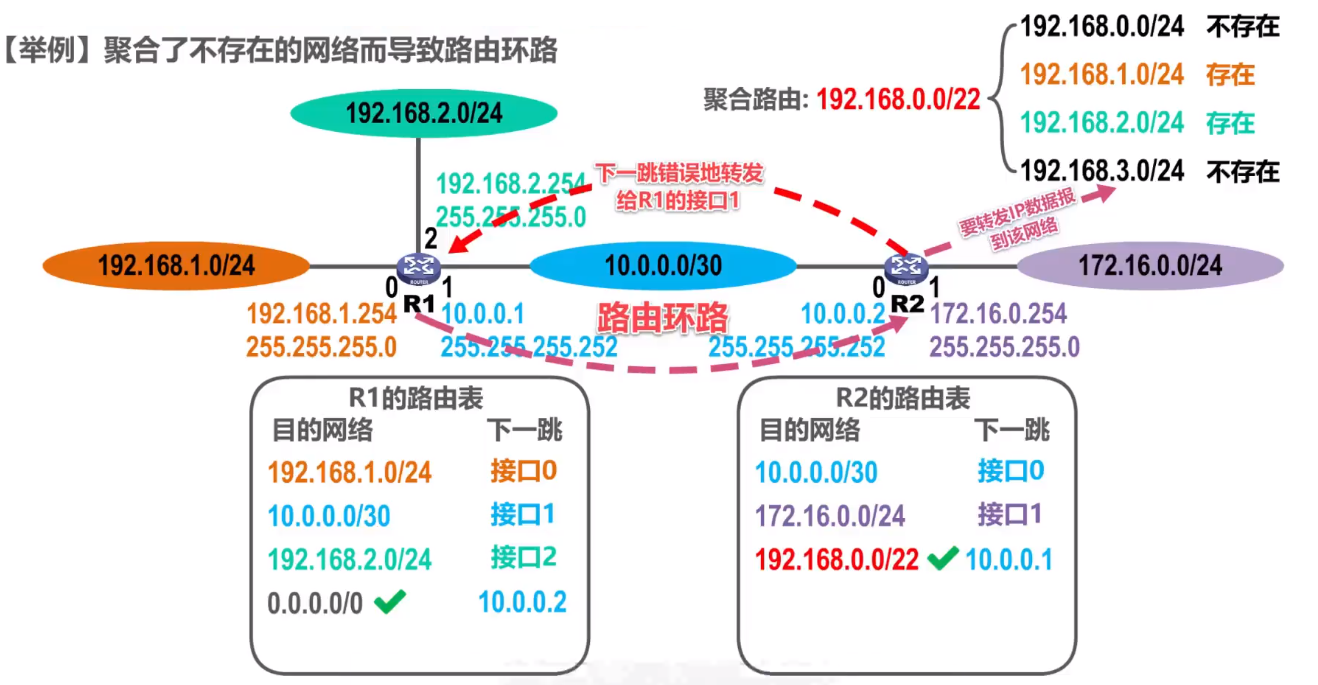 【举例】聚合了不存在的网络而导致路由环路
聚合路由: 192.168.0.0/22
192.168.0.0/24 不存在
192.168.1.0/24 存在
192.168.2.0/24 存在
192.168.3.0/24 不存在
192.168.2.0/24
192.168.2.254
255.255.255.0
下一跳错误地转发
给R1的接口1
要转发IP数据报
到该网络
192.168.1.0/24
2
0
1
ROUTER
R1
10.0.0.0/30
0
1
ROUTER
R2
172.16.0.0/24
192.168.1.254
255.255.255.0
10.0.0.1
255.255.255.252
路由环路
10.0.0.2
255.255.255.252
172.16.0.254
255.255.255.0
R1的路由表
目的网络 下一跳
192.168.1.0/24 接口0
10.0.0.0/30 接口1
192.168.2.0/24 接口2
0.0.0.0/0 10.0.0.2
R2的路由表
目的网络 下一跳
10.0.0.0/30 接口0
172.16.0.0/24 接口1
192.168.0.0/22 10.0.0.1